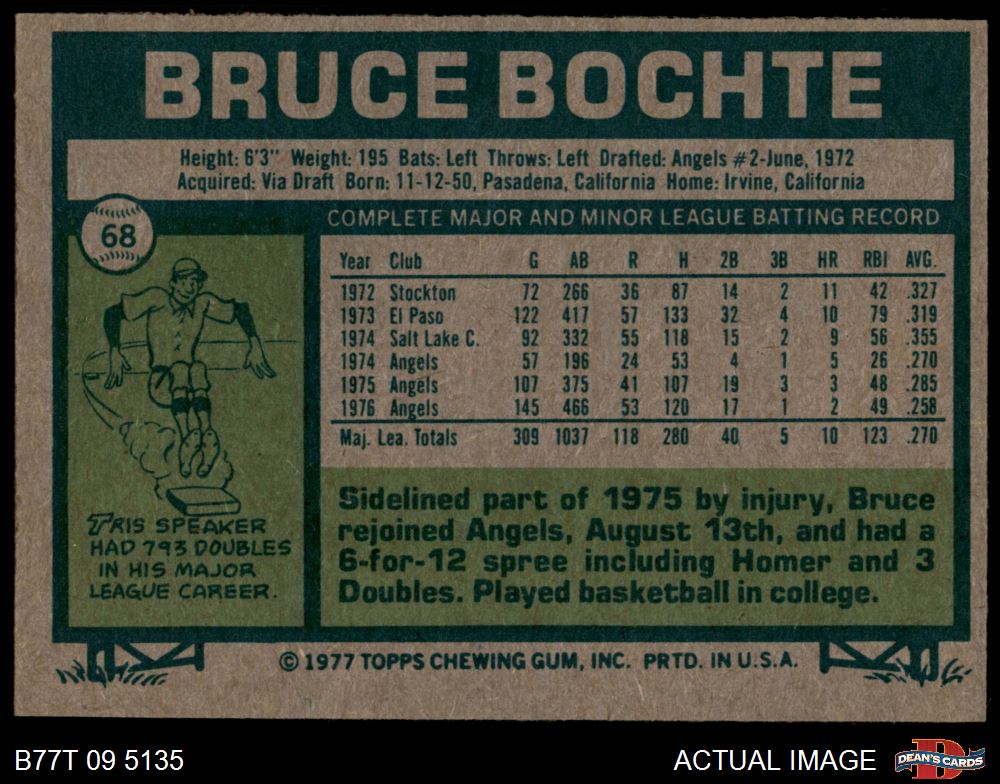 BRUCE BOCHTE
Height: 6'3" Weight: 195 Bats: Left Throws: Left Drafted: Angels #2-June, 1972
Acquired: Via Draft Born: 11-12-50, Pasadena, California Home: Irvine, California
68
COMPLETE MAJOR AND MINOR LEAGUE BATTING RECORD
Year Club G AB R H 2B 3B HR RBI AVG.
1972 Stockton 72 266 36 87 14 2 11 42 .327
1973 El Paso 122 417 57 133 32 4 10 79 .319
1974 Salt Lake C. 92 332 55 118 15 2 9 56 .355
1974 Angels 57 196 24 53 4 1 5 26 .270
1975 Angels 107 375 41 107 19 3 3 48 .285
1976 Angels 145 466 53 120 17 1 2 49 .258
Maj. Lea. Totals 309 1037 118 280 40 5 10 123 .270
TRIS SPEAKER
HAD 793 DOUBLES
IN HIS MAJOR
LEAGUE CAREER.
Sidelined part of 1975 by injury, Bruce
rejoined Angels, August 13th, and had a
6-for-12 spree including Homer and 3
Doubles. Played basketball in college.
© 1977 TOPPS CHEWING GUM, INC. PRTD. IN U.S.A.
B77T 09 5135
ACTUAL IMAGE
D
DEAN'S CARDS